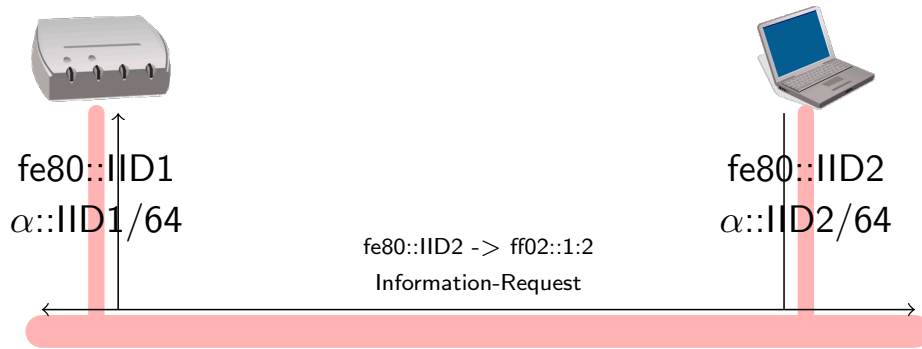 fe80::IID1
α::IID1/64
fe80::IID2
α::IID2/64
fe80::IID2 -> ff02::1:2
Information-Request